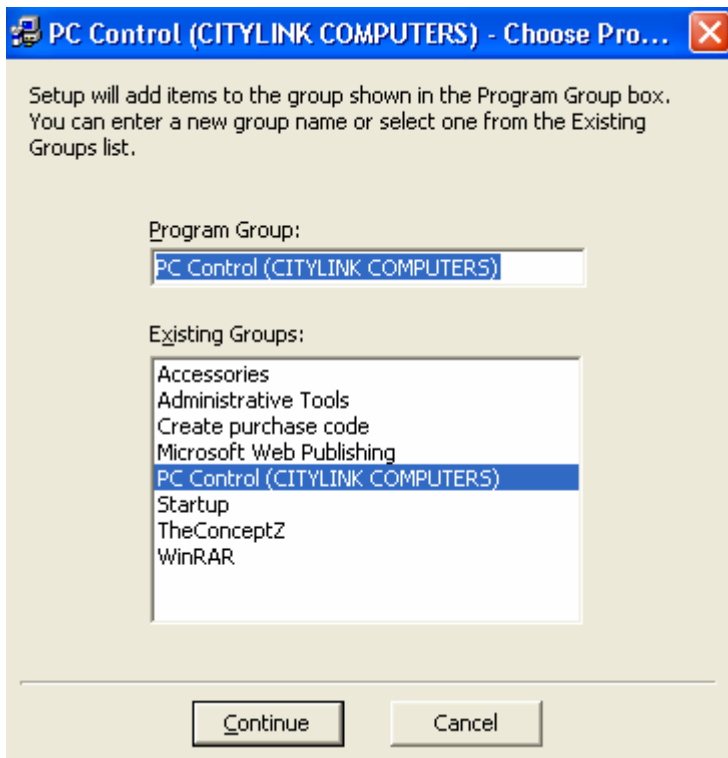 PC Control (CITYLINK COMPUTERS) - Choose Pro...
Setup will add items to the group shown in the Program Group box.
You can enter a new group name or select one from the Existing
Groups list.
Program Group:
PC Control (CITYLINK COMPUTERS)
Existing Groups:
Accessories
Administrative Tools
Create purchase code
Microsoft Web Publishing
PC Control (CITYLINK COMPUTERS)
Startup
TheConceptZ
WinRAR
Continue
Cancel